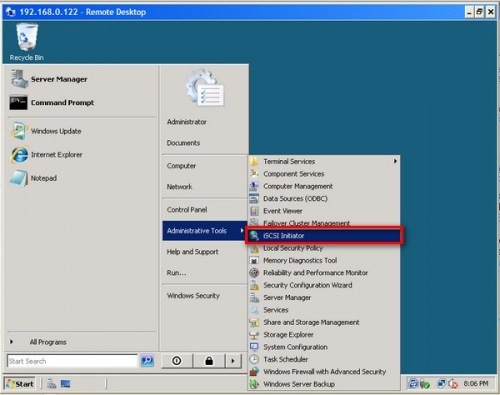 192.168.0.122 - Remote Desktop
Recycle Bin
Server Manager
Command Prompt
Windows Update
Internet Explorer
Notepad
All Programs
Start Search
Administrator
Documents
Computer
Network
Control Panel
Administrative Tools
Help and Support
Run...
Windows Security
Terminal Services
Component Services
Computer Management
Data Sources (ODBC)
Event Viewer
Failover Cluster Management
iSCSI Initiator
Local Security Policy
Memory Diagnostics Tool
Reliability and Performance Monitor
Security Configuration Wizard
Server Manager
Services
Share and Storage Management
Storage Explorer
System Configuration
Task Scheduler
Windows Firewall with Advanced Security
Windows Server Backup
Start
8:06 PM